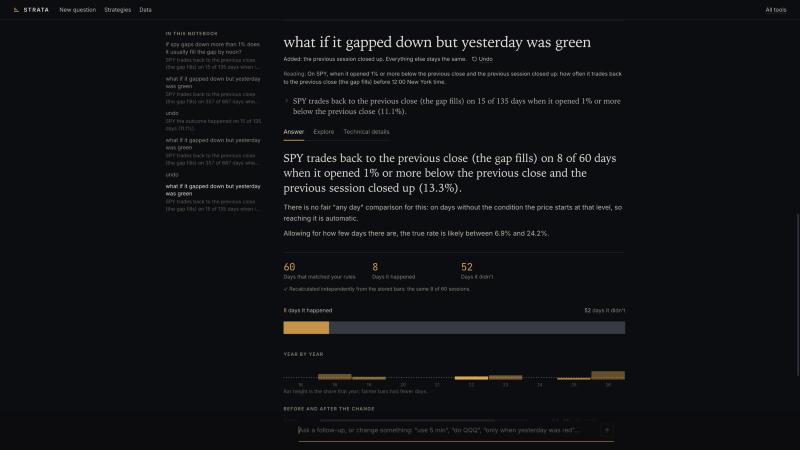 STRATA
New question
Strategies
Data
All tools
IN THIS NOTEBOOK
If spy gaps down more than 1% does
it usually fill the gap by noon?
SPY trades back to the previous
close (the gap fills) on 15 of 135 days when i…
what if it gapped down but yesterday
was green
SPY trades back to the previous
close (the gap fills) on 357 of 687 days when i…
undo
SPY the outcome happened on 15 of 135
days (11.1%).
what if it gapped down but yesterday
was green
SPY trades back to the previous
close (the gap fills) on 357 of 687 days when i…
undo
what if it gapped down but yesterday
was green
SPY trades back to the previous
close (the gap fills) on 15 of 135 days when i…
what if it gapped down but yesterday was green
Added: the previous session closed up. Everything else stays the same.
Undo
Reading: On SPY, when it opened 1% or more below the previous close and the previous session closed up: how often it trades
back to the previous close (the gap fills) before 12:00 New York time.
SPY trades back to the previous close (the gap fills) on 15 of 135 days when it opened 1% or more
below the previous close (11.1%).
Answer
Explore
Technical details
SPY trades back to the previous close (the gap fills) on 8 of 60 days
when it opened 1% or more below the previous close and the
previous session closed up (13.3%).
There is no fair "any day" comparison for this: on days without the condition the price starts at that level, so
reaching it is automatic.
Allowing for how few days there are, the true rate is likely between 6.9% and 24.2%.
60
Days that matched your rules
8
Days it happened
52
Days it didn't
✓ Recalculated independently from the stored bars: the same 8 of 60 sessions.
8 days it happened
52 days it didn't
YEAR BY YEAR
16 18 19 20 21 22 23 24 25 26
Bar height is the share that year; fainter bars had fewer days.
BEFORE AND AFTER THE CHANGE
Ask a follow-up, or change something: "use 5 min", "do QQQ", "only when yesterday was red"…